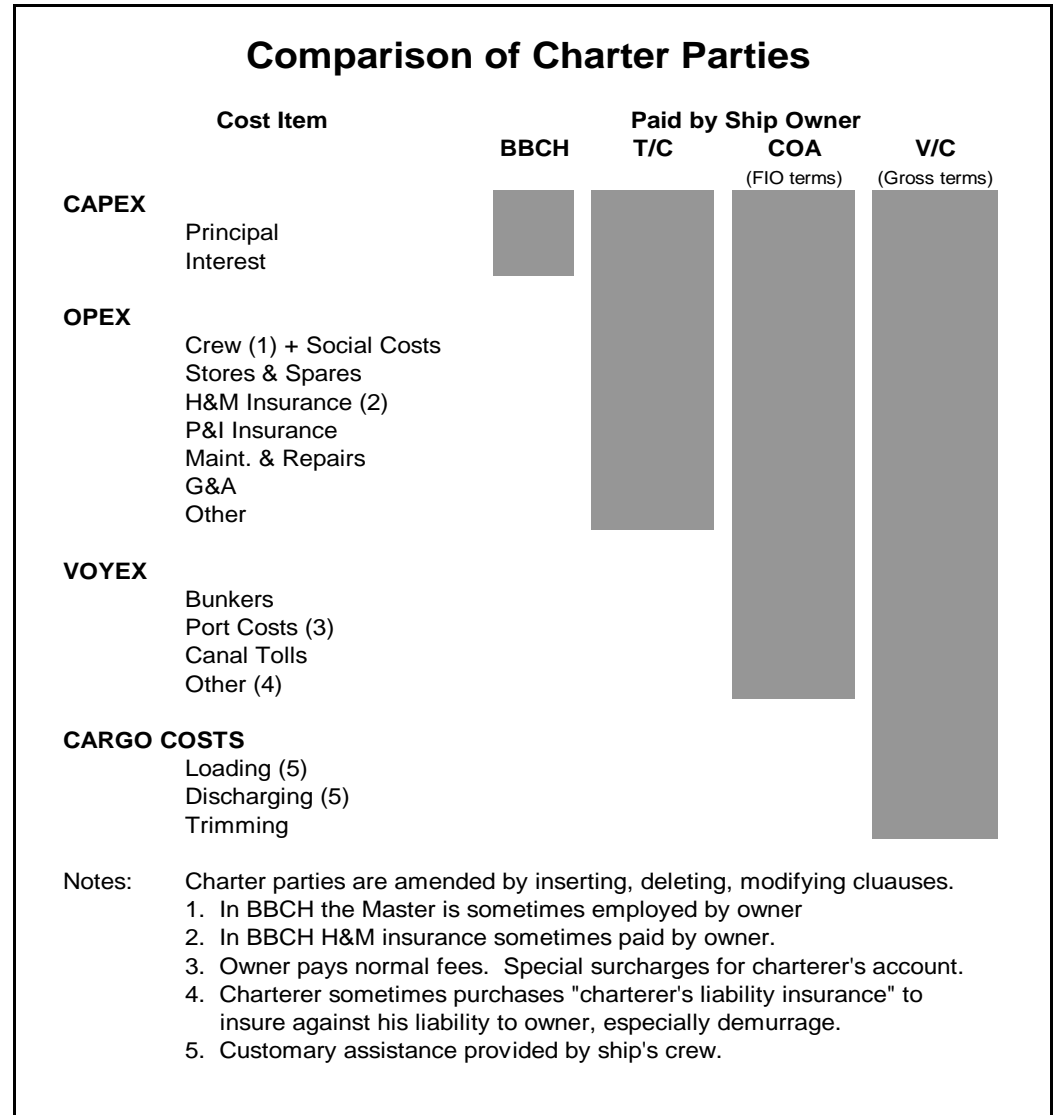 Comparison of Charter Parties
Cost Item Paid by Ship Owner
BBCH T/C COA V/C
(FIO terms) (Gross terms)
CAPEX
Principal
Interest
OPEX
Crew (1) + Social Costs
Stores & Spares
H&M Insurance (2)
P&I Insurance
Maint. & Repairs
G&A
Other
VOYEX
Bunkers
Port Costs (3)
Canal Tolls
Other (4)
CARGO COSTS
Loading (5)
Discharging (5)
Trimming
Notes: Charter parties are amended by inserting, deleting, modifying cluauses.
1. In BBCH the Master is sometimes employed by owner
2. In BBCH H&M insurance sometimes paid by owner.
3. Owner pays normal fees. Special surcharges for charterer's account.
4. Charterer sometimes purchases "charterer's liability insurance" to
insure against his liability to owner, especially demurrage.
5. Customary assistance provided by ship's crew.